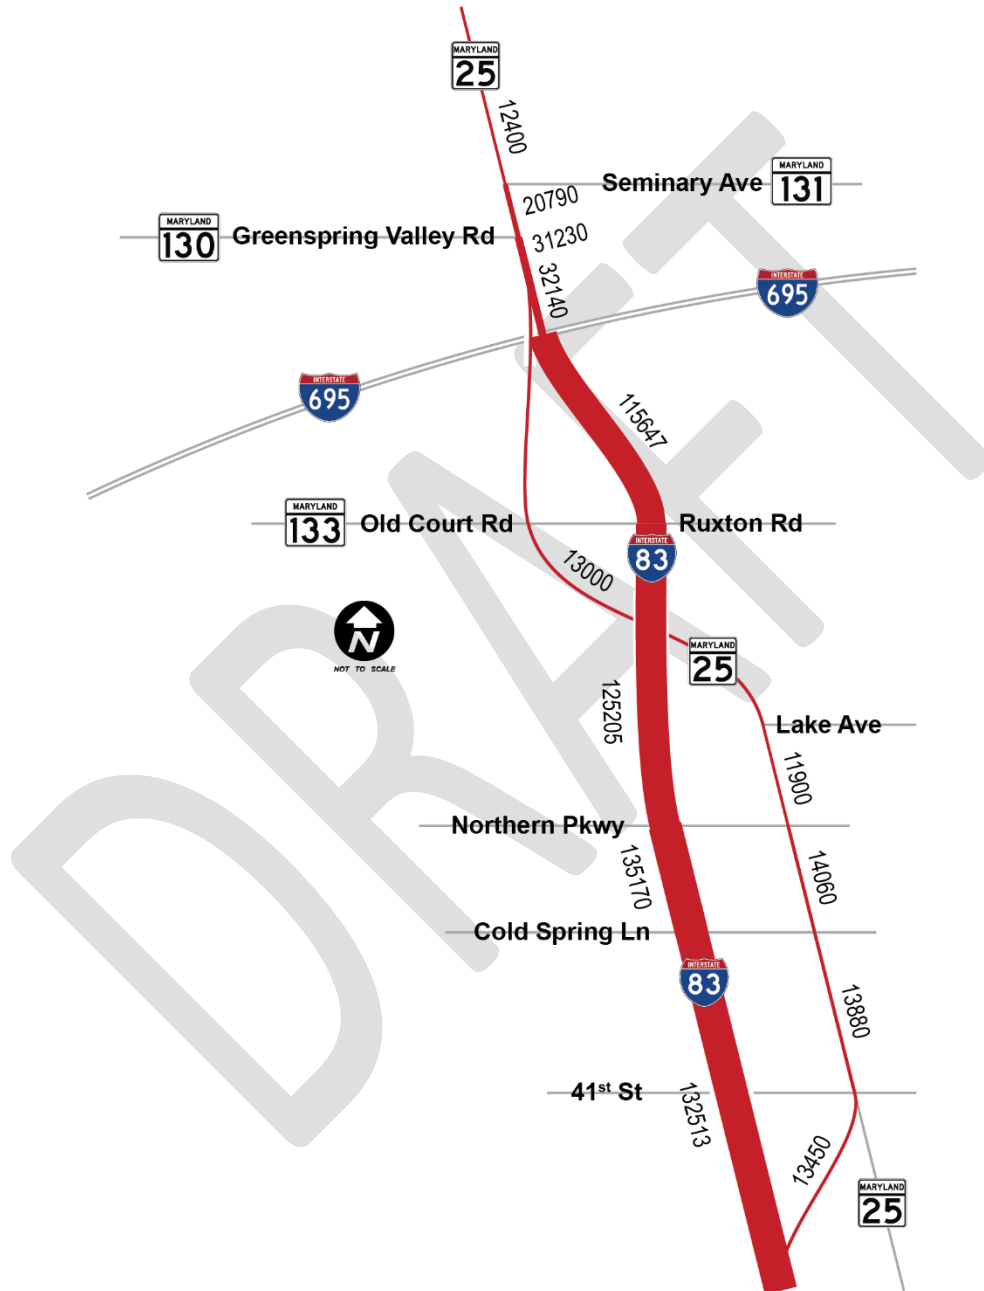 MARYLAND
25
12400
Seminary Ave
MARYLAND
131
20790
MARYLAND
130
Greenspring Valley Rd
31230
32140
INTERSTATE
695
INTERSTATE
695
115647
MARYLAND
133
Old Court Rd
Ruxton Rd
INTERSTATE
83
13000
N
NOT TO SCALE
MARYLAND
25
125205
Lake Ave
11900
Northern Pkwy
135170
14060
Cold Spring Ln
INTERSTATE
83
13880
41st St
132513
13450
MARYLAND
25
DRAFT